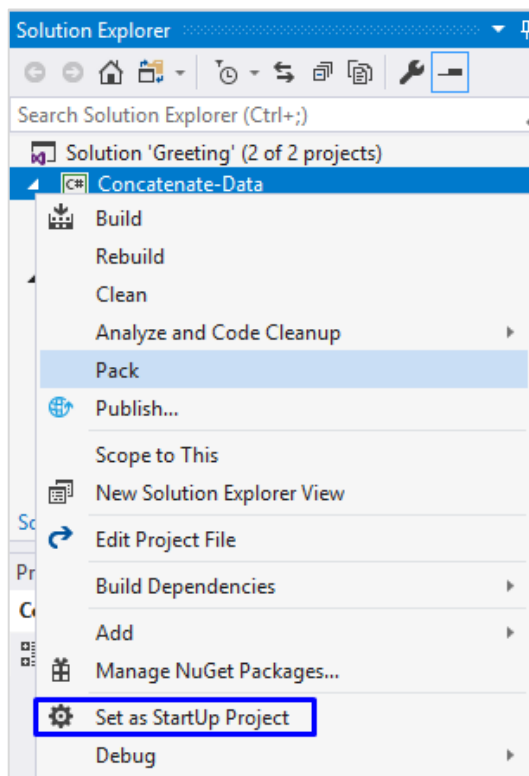 Solution Explorer
Search Solution Explorer (Ctrl+;)
Solution 'Greeting' (2 of 2 projects)
C# Concatenate-Data
Build
Rebuild
Clean
Analyze and Code Cleanup
Pack
Publish...
Scope to This
New Solution Explorer View
Edit Project File
Build Dependencies
Add
Manage NuGet Packages...
Set as StartUp Project
Debug